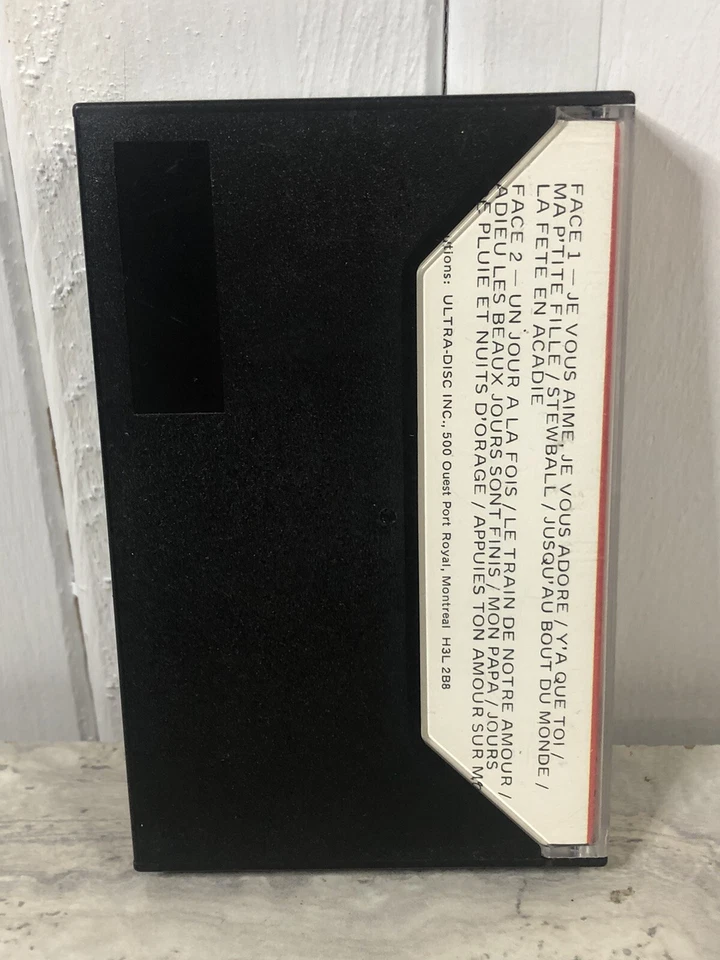 FACE 1 — JE VOUS AIME, JE VOUS ADORE / Y'A QUE TOI /
MA P'TITE FILLE / STEWBALL / JUSQU'AU BOUT DU MONDE /
LA FETE EN ACADIE
FACE 2 — UN JOUR A LA FOIS / LE TRAIN DE NOTRE AMOUR /
ADIEU LES BEAUX JOURS SONT FINIS / MON PAPA / JOURS
PLUIE ET NUITS D'ORAGE / APPUIES TON AMOUR SUR
tions: ULTRA-DISC INC., 500 Ouest Port Royal, Montreal H3L 2B8